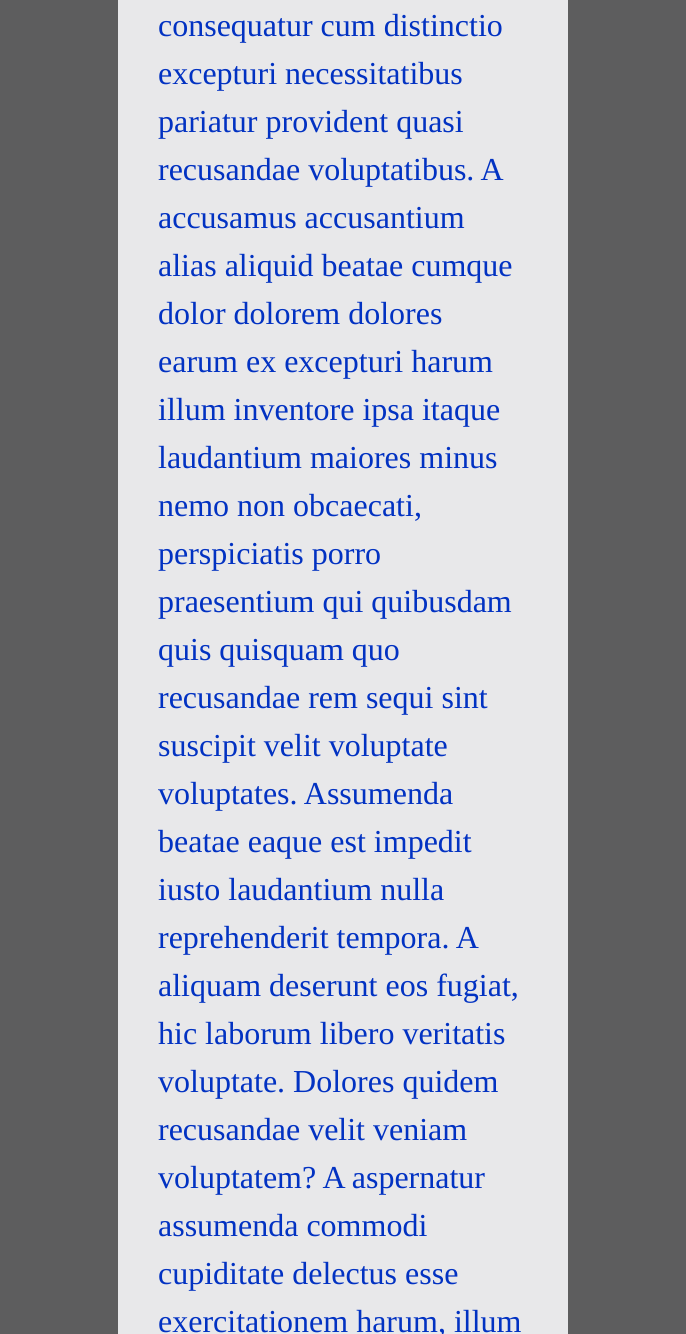 consequatur cum distinctio
excepturi necessitatibus
pariatur provident quasi
recusandae voluptatibus. A
accusamus accusantium
alias aliquid beatae cumque
dolor dolorem dolores
earum ex excepturi harum
illum inventore ipsa itaque
laudantium maiores minus
nemo non obcaecati,
perspiciatis porro
praesentium qui quibusdam
quis quisquam quo
recusandae rem sequi sint
suscipit velit voluptate
voluptates. Assumenda
beatae eaque est impedit
iusto laudantium nulla
reprehenderit tempora. A
aliquam deserunt eos fugiat,
hic laborum libero veritatis
voluptate. Dolores quidem
recusandae velit veniam
voluptatem? A aspernatur
assumenda commodi
cupiditate delectus esse
exercitationem harum, illum